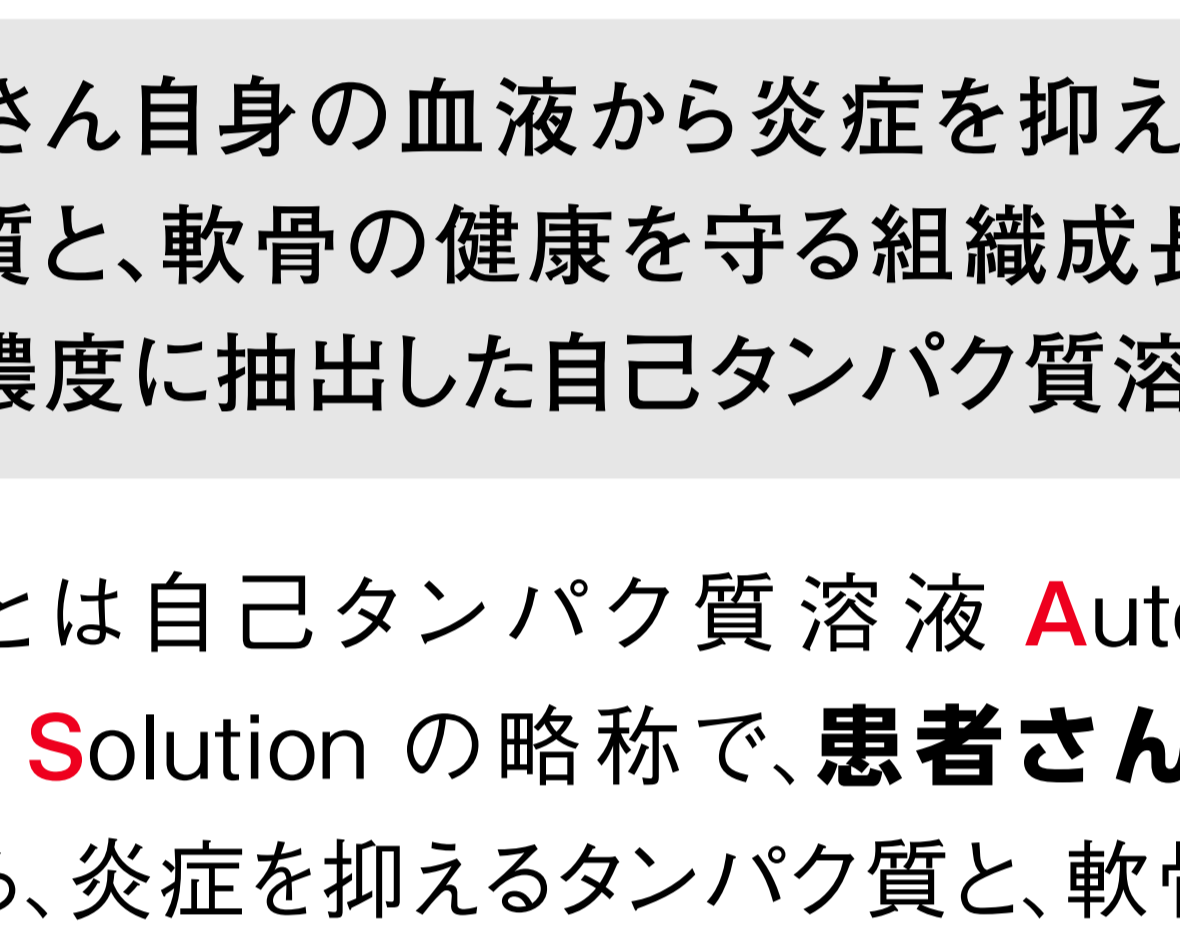 さん自身の血液から炎症を抑え
質と、軟骨の健康を守る組織成長
濃度に抽出した自己タンパク質溶
とは自己タンパク質溶液 Auto
Solution の略称で、患者さん
ら、炎症を抑えるタンパク質と、軟骨